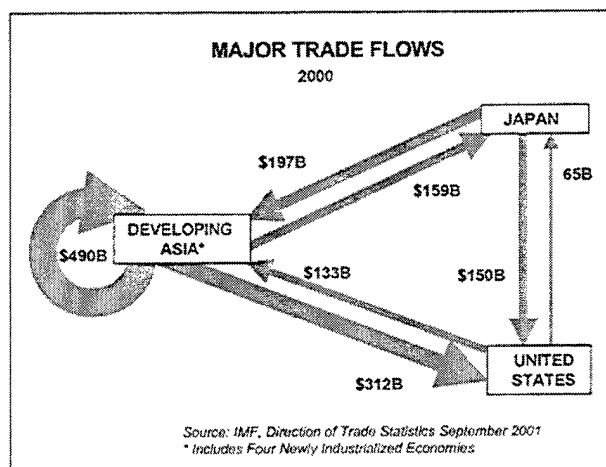 MAJOR TRADE FLOWS
2000
JAPAN
$197B
$159B
65B
DEVELOPING
ASIA*
$490B
$133B
$150B
UNITED
STATES
$312B
Source: IMF, Direction of Trade Statistics September 2001
* Includes Four Newly Industrialized Economies